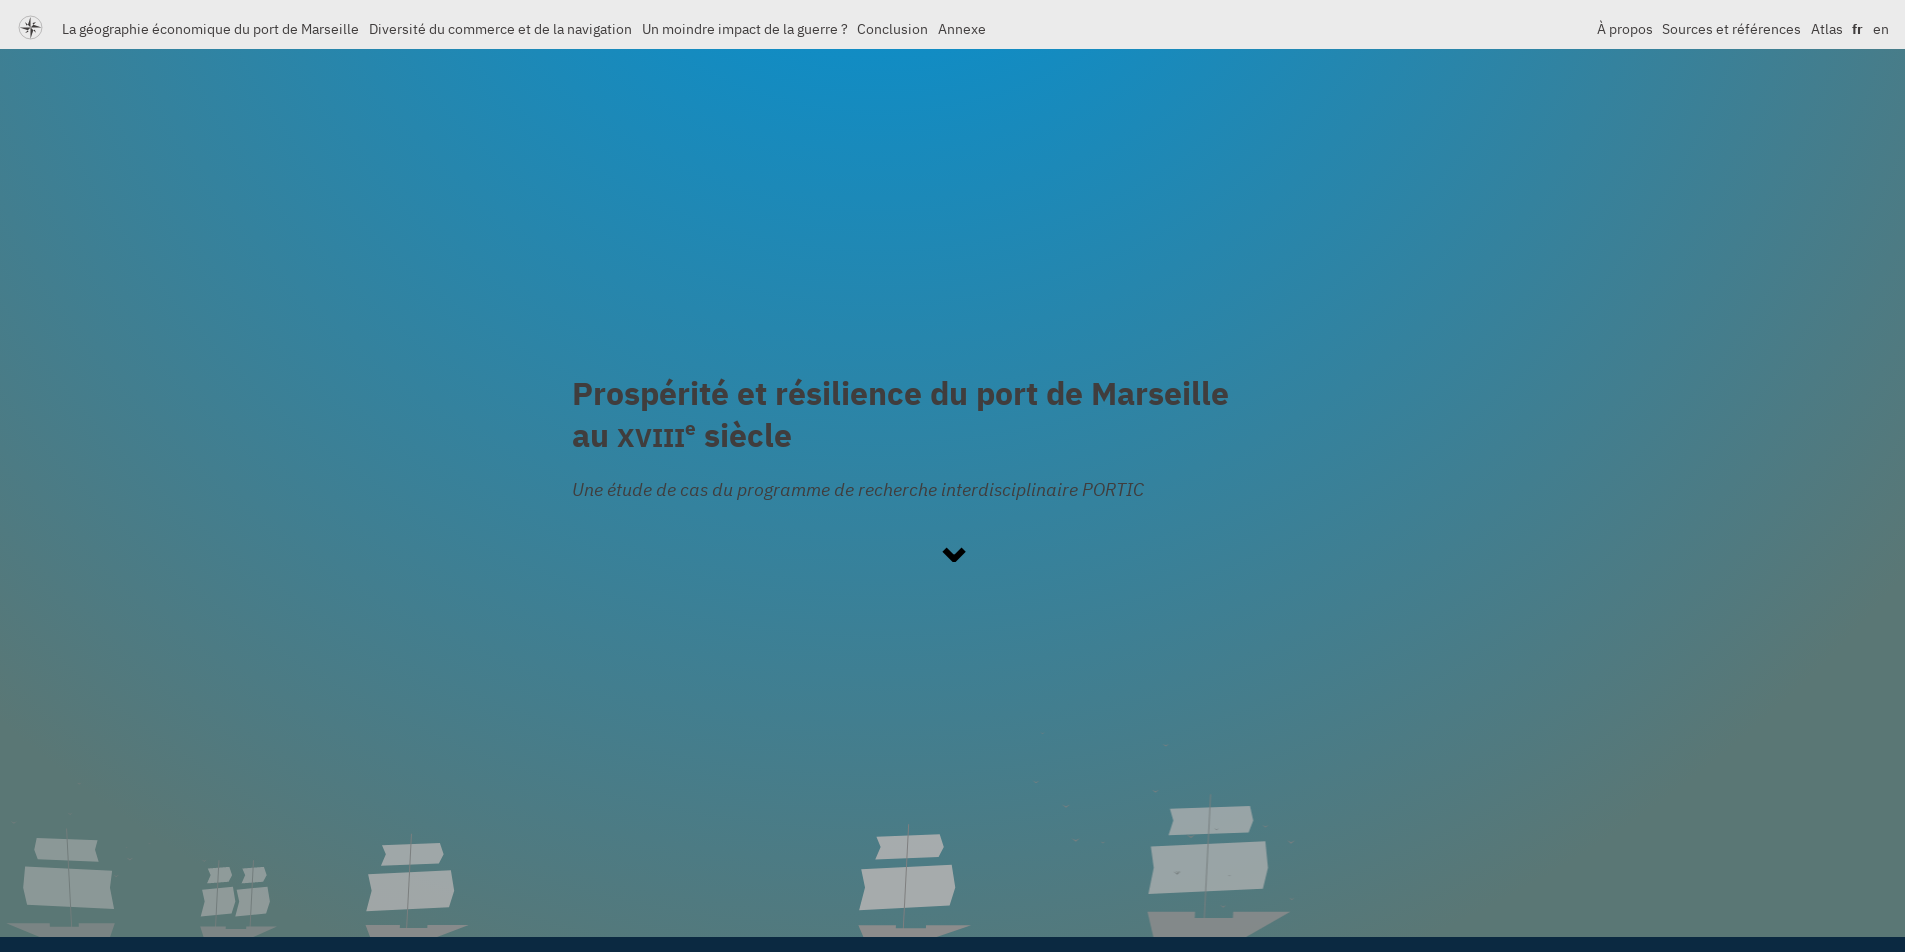 La géographie économique du port de Marseille Diversité du commerce et de la navigation Un moindre impact de la guerre ? Conclusion Annexe À propos Sources et références Atlas fr en
Prospérité et résilience du port de Marseille
au XVIIIe siècle
Une étude de cas du programme de recherche interdisciplinaire PORTIC